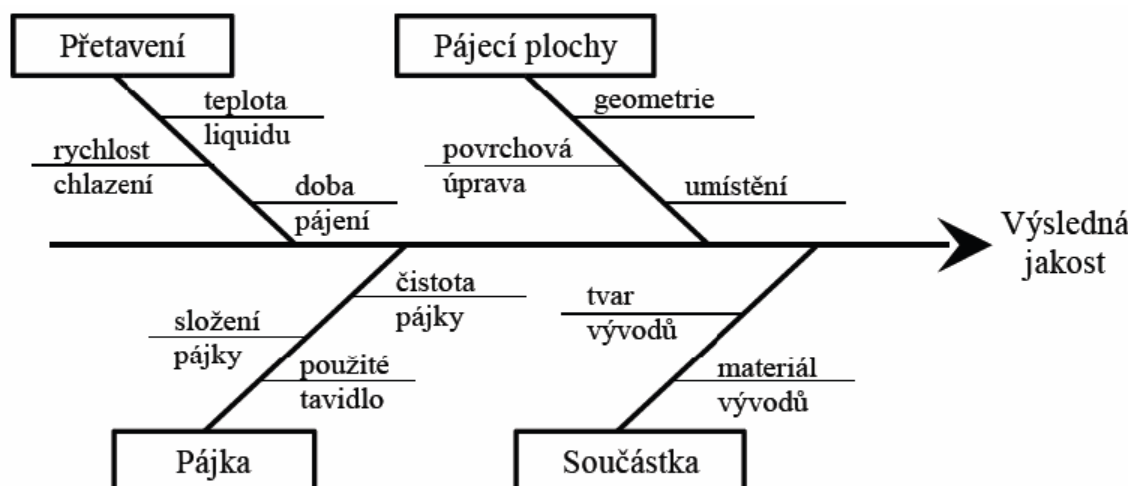 Přetavení
Pájecí plochy
teplota
liquidu
geometrie
rychlost
chlazení
povrchová
úprava
doba
pájení
umístění
Výsledná
jakost
čistota
pájky
tvar
vývodů
složení
pájky
použité
tavidlo
materiál
vývodů
Pájka
Součástka